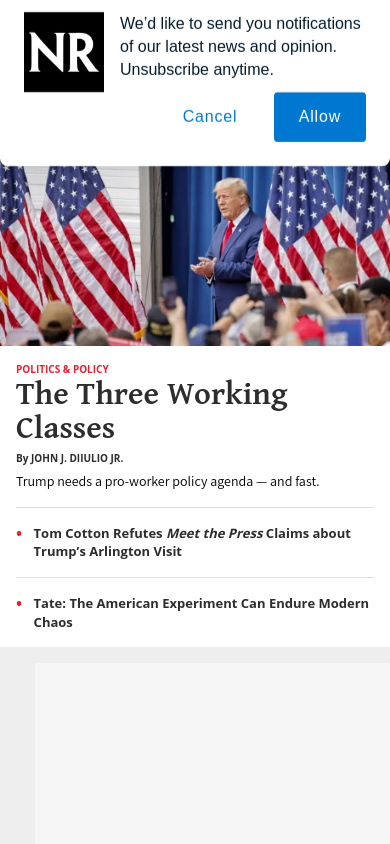 NR
We’d like to send you notifications
of our latest news and opinion.
Unsubscribe anytime.
Cancel
Allow
POLITICS & POLICY
The Three Working
Classes
By JOHN J. DIIULIO JR.
Trump needs a pro-worker policy agenda — and fast.
• Tom Cotton Refutes Meet the Press Claims about
Trump’s Arlington Visit
• Tate: The American Experiment Can Endure Modern
Chaos